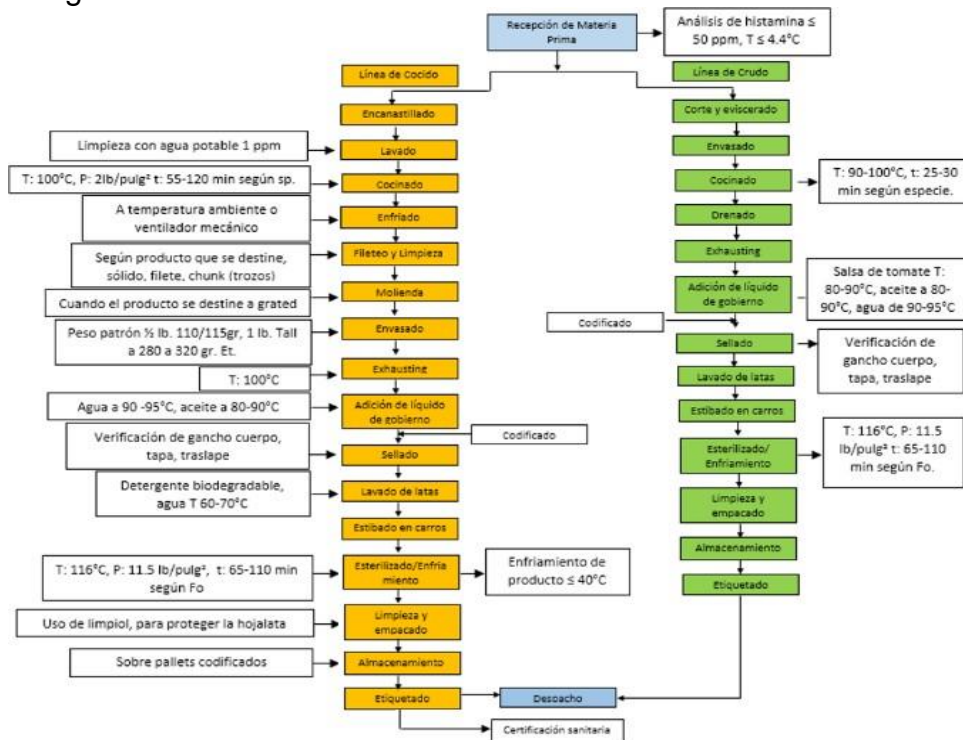 Recepción de Materia
Prima
Análisis de histamina ≤
50 ppm, T ≤ 4.4°C
Línea de Cocido
Encanastillado
Limpieza con agua potable 1 ppm
Lavado
T: 100°C, P: 2lb/pulg² t: 55-120 min según sp.
Cocinado
A temperatura ambiente o
ventilador mecánico
Enfriado
Según producto que se destine,
sólido, filete, chunk (trozos)
Fileteo y Limpieza
Cuando el producto se destine a grated
Molienda
Peso patrón ½ lb. 110/115gr, 1 lb. Tall
a 280 a 320 gr. Et.
Envasado
T: 100°C
Exhausting
Agua a 90 -95°C, aceite a 80-90°C
Adición de líquido
de gobierno
Codificado
Verificación de gancho cuerpo,
tapa, traslape
Sellado
Detergente biodegradable,
agua T 60-70°C
Lavado de latas
Estibado en carros
T: 116°C, P: 11.5 lb/pulg², t: 65-110 min
según Fo
Esterilizado/Enfria
miento
Enfriamiento de
producto ≤ 40°C
Uso de limpiol, para proteger la hojalata
Limpieza y
empacado
Sobre pallets codificados
Almacenamiento
Etiquetado
Línea de Crudo
Corte y eviscerado
Envasado
Cocinado
T: 90-100°C, t: 25-30
min según especie.
Drenado
Exhausting
Adición de líquido
de gobierno
Salsa de tomate T:
80-90°C, aceite a 80-
90°C, agua de 90-95°C
Codificado
Sellado
Verificación de
gancho cuerpo,
tapa, traslape
Lavado de latas
Estibado en carros
Esterilizado/
Enfriamiento
T: 116°C, P: 11.5
lb/pulg² t: 65-110
min según Fo.
Limpieza y
empacado
Almacenamiento
Etiquetado
Despacho
Certificación sanitaria